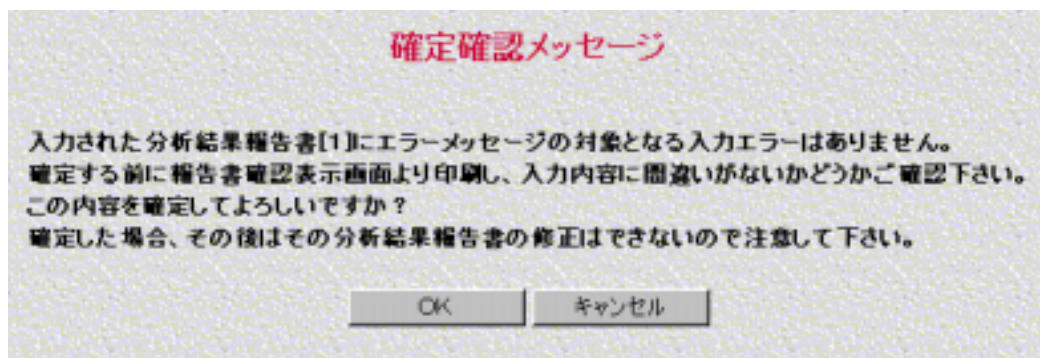 確定確認メッセージ
入力された分析結果報告書[1]にエラーメッセージの対象となる入力エラーはありません。
確定する前に報告書確認表示画面より印刷し、入力内容に間違いがないかどうかご確認下さい。
この内容を確定してよろしいですか？
確定した場合、その後はその分析結果報告書の修正はできないので注意して下さい。
OK キャンセル